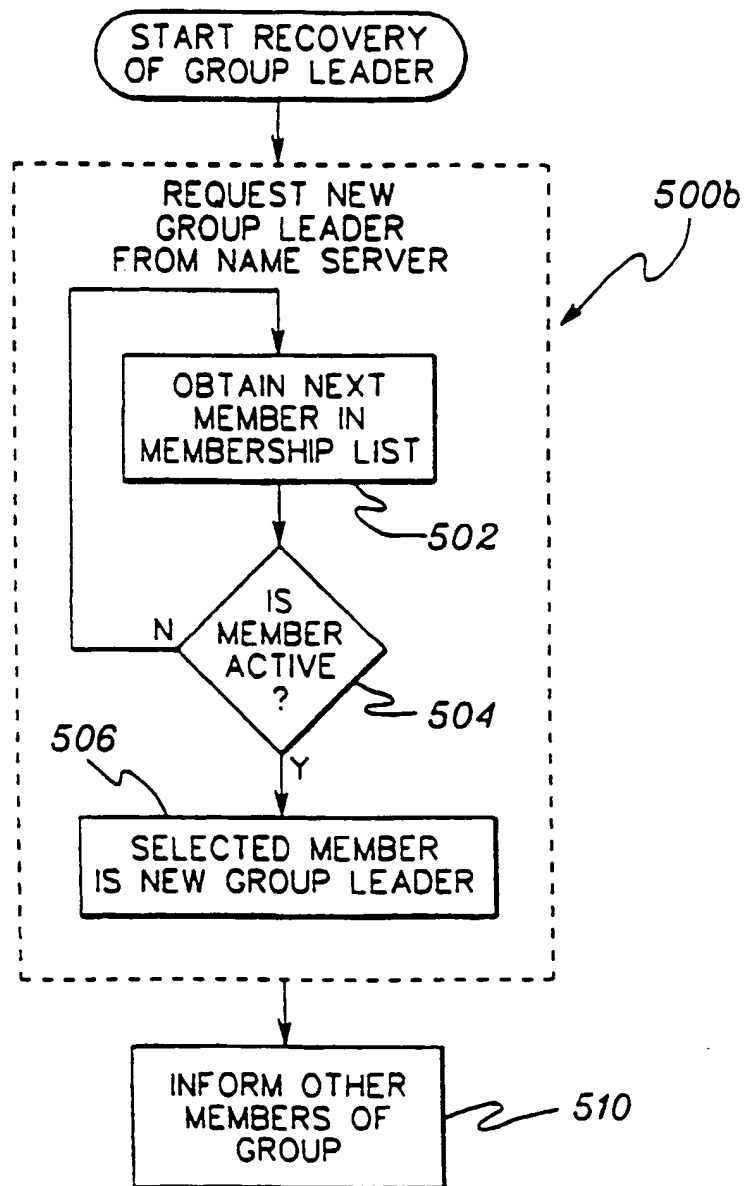 START RECOVERY
OF GROUP LEADER
REQUEST NEW
GROUP LEADER
FROM NAME SERVER
500b
OBTAIN NEXT
MEMBER IN
MEMBERSHIP LIST
502
IS
MEMBER
ACTIVE
?
N
504
Y
506
SELECTED MEMBER
IS NEW GROUP LEADER
INFORM OTHER
MEMBERS OF
GROUP
510